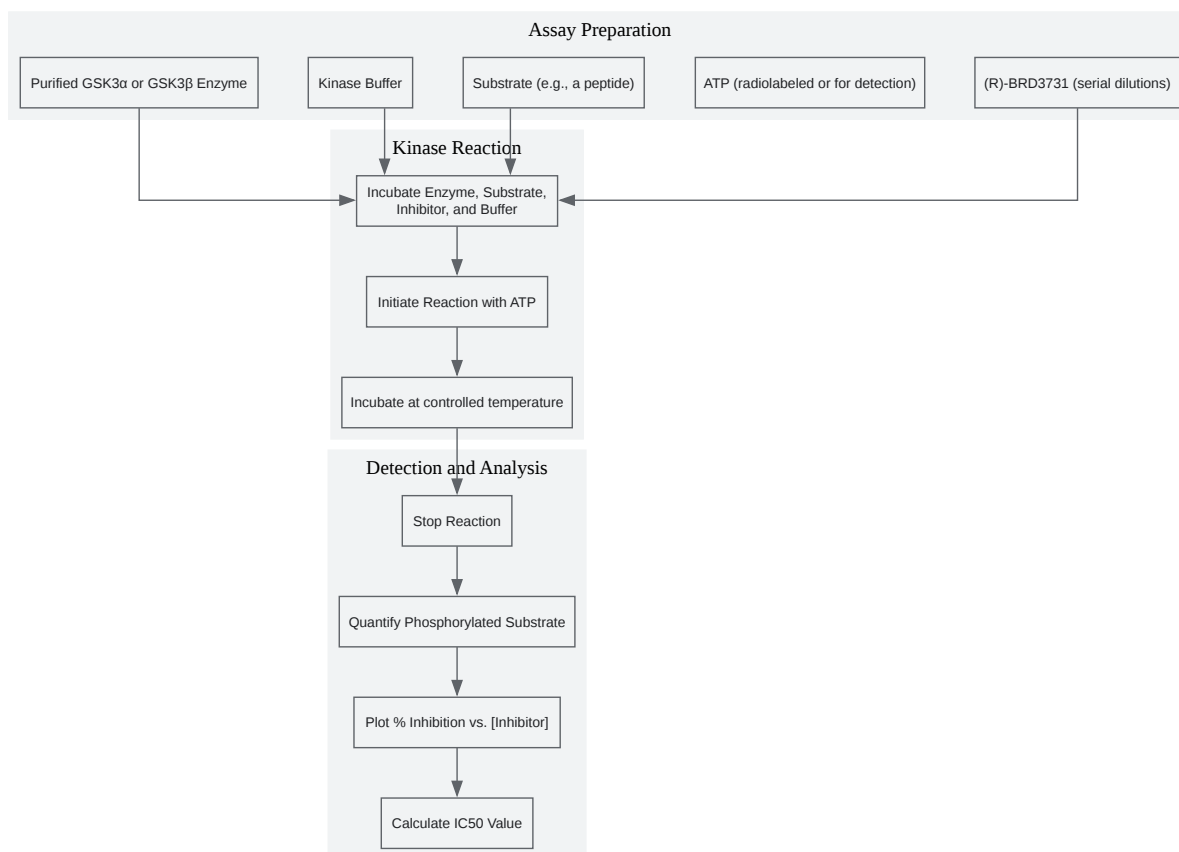 Assay Preparation
Purified GSK3α or GSK3β Enzyme
Kinase Buffer
Substrate (e.g., a peptide)
ATP (radiolabeled or for detection)
(R)-BRD3731 (serial dilutions)
Kinase Reaction
Incubate Enzyme, Substrate,
Inhibitor, and Buffer
Initiate Reaction with ATP
Incubate at controlled temperature
Detection and Analysis
Stop Reaction
Quantify Phosphorylated Substrate
Plot % Inhibition vs. [Inhibitor]
Calculate IC50 Value